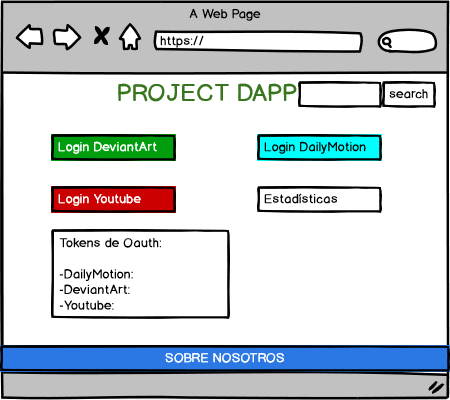 A Web Page
https://
PROJECT DAPP
search
Login DeviantArt
Login DailyMotion
Login Youtube
Estadísticas
Tokens de Oauth:
-DailyMotion:
-DeviantArt:
-Youtube:
SOBRE NOSOTROS